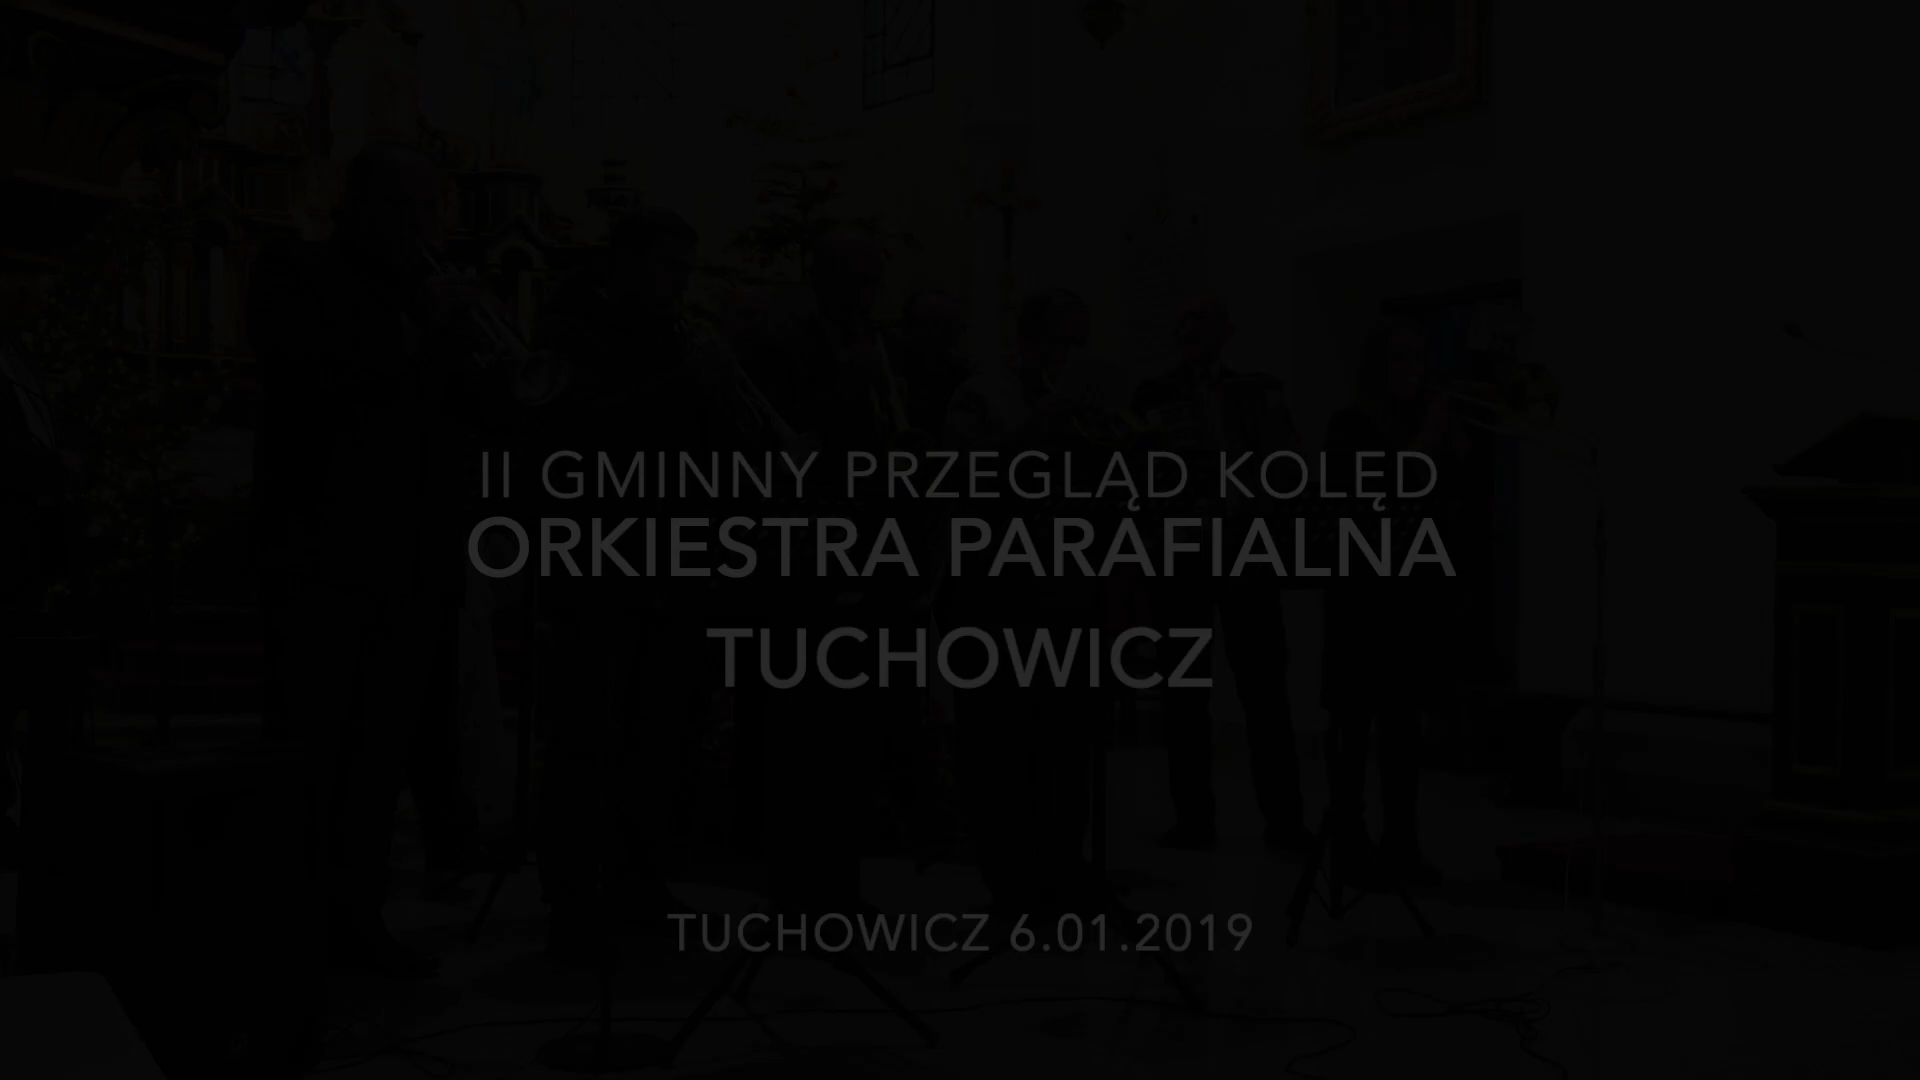 II GMINNY PRZEGLĄD KOLĘD
ORKIESTRA PARAFIALNA
TUCHOWICZ
TUCHOWICZ 6.01.2019